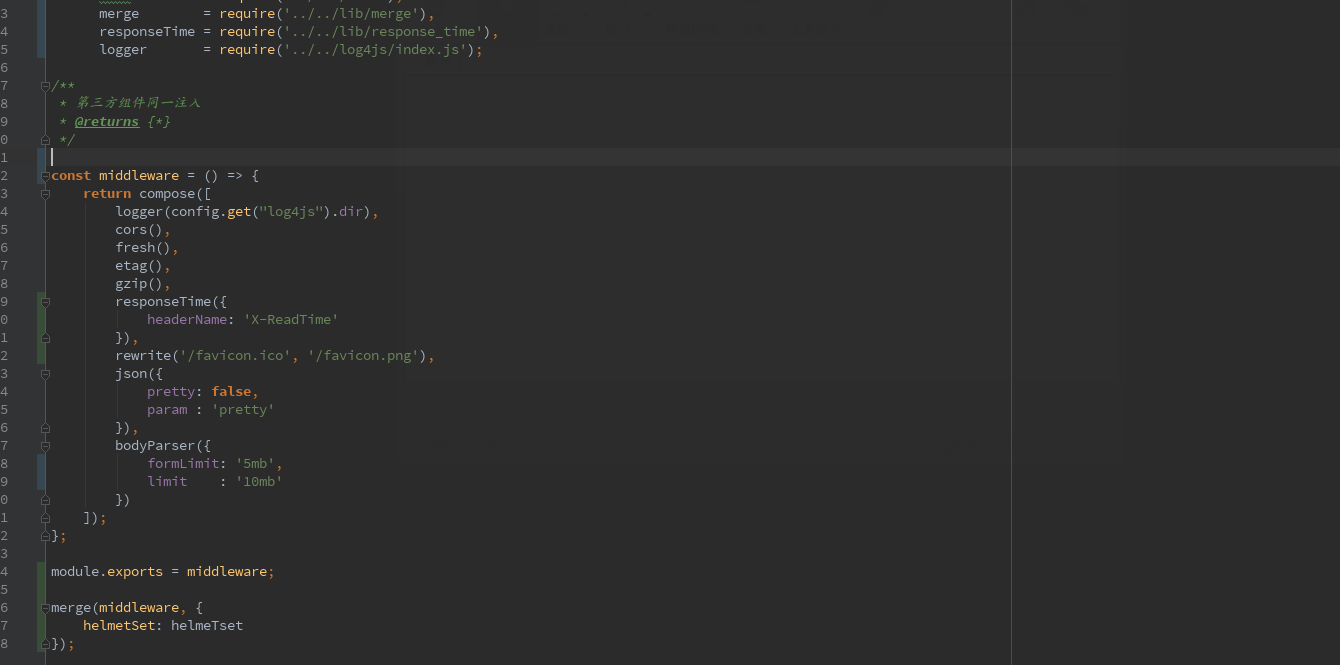 3 merge = require('../../lib/merge'),
4 responseTime = require('../../lib/response_time'),
5 logger = require('../../log4js/index.js');
6
7 /**
8 * 第三方组件同一注入
9 * @returns {*}
0 */
1
2 const middleware = () => {
3 return compose([
4 logger(config.get("log4js").dir),
5 cors(),
6 fresh(),
7 etag(),
8 gzip(),
9 responseTime({
0 headerName: 'X-ReadTime'
1 }),
2 rewrite('/favicon.ico', '/favicon.png'),
3 json({
4 pretty: false,
5 param : 'pretty'
6 }),
7 bodyParser({
8 formLimit: '5mb',
9 limit : '10mb'
0 })
1 ]);
2 };
3
4 module.exports = middleware;
5
6 merge(middleware, {
7 helmetSet: helmeTset
8 });